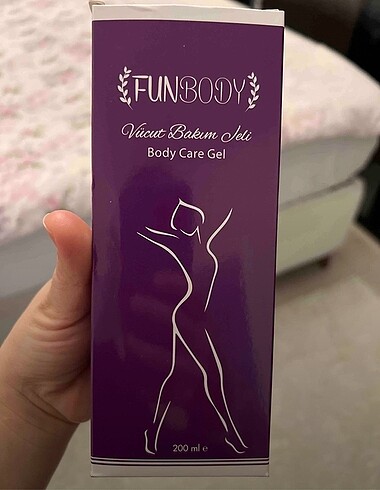 FUNBODY
Vücut Bakım Jeli
Body Care Gel
200 ml e